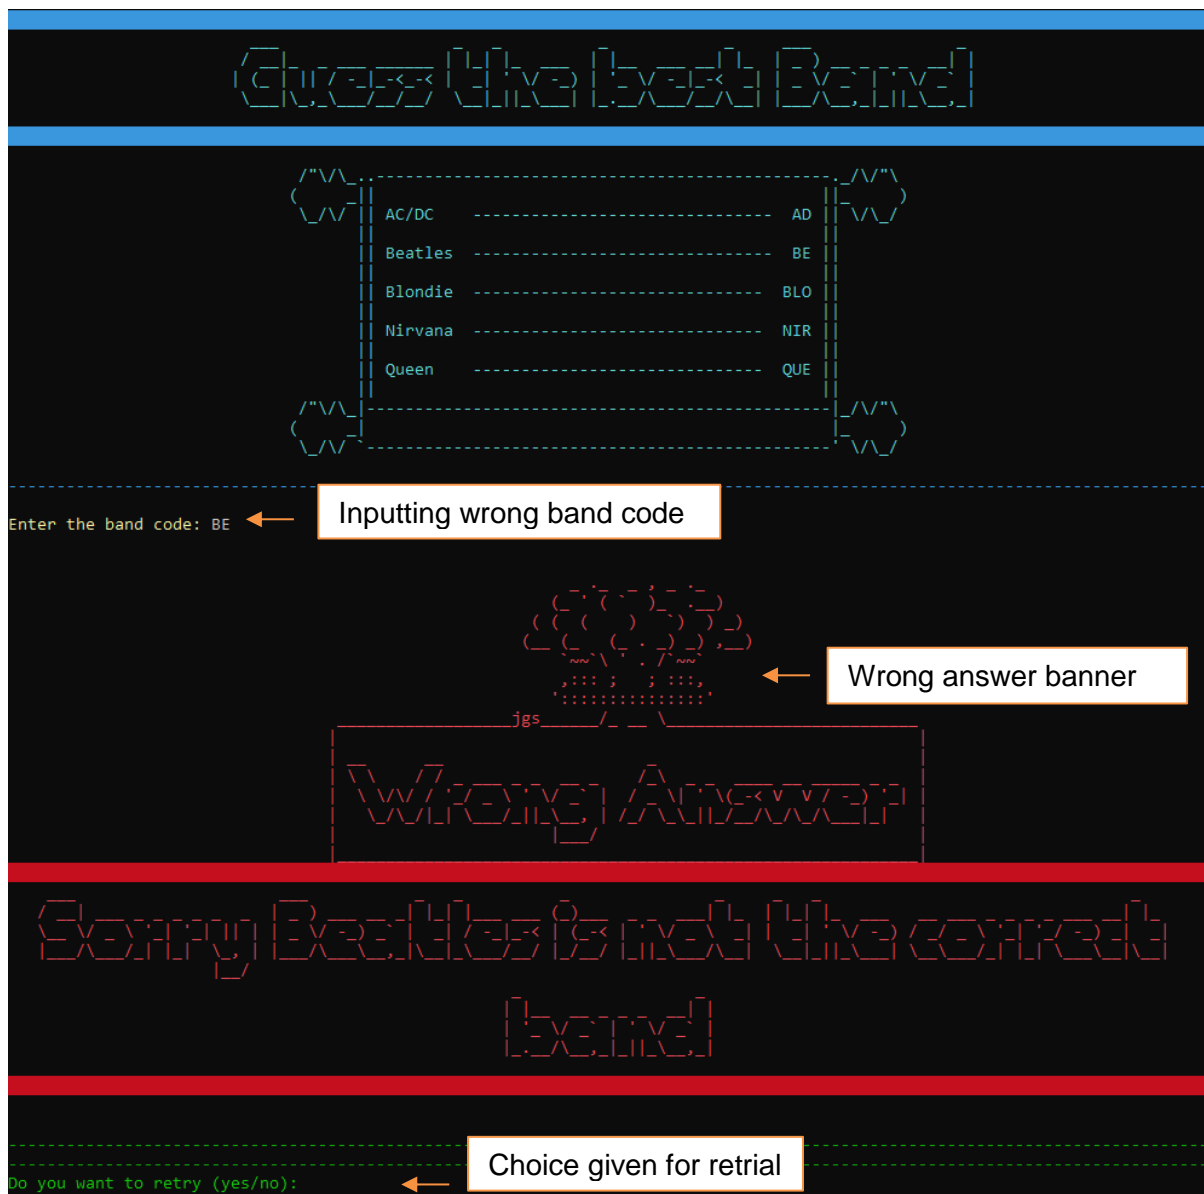 Guess the best Band
AC/DC ------------------------------- AD
Beatles ------------------------------- BE
Blondie ------------------------------ BLO
Nirvana ------------------------------ NIR
Queen ------------------------------ QUE
Enter the band code: BE
Inputting wrong band code
Wrong answer banner
jgs
Wrong Answer
Sorry Beatles is not the correct
band
Choice given for retrial
Do you want to retry (yes/no):